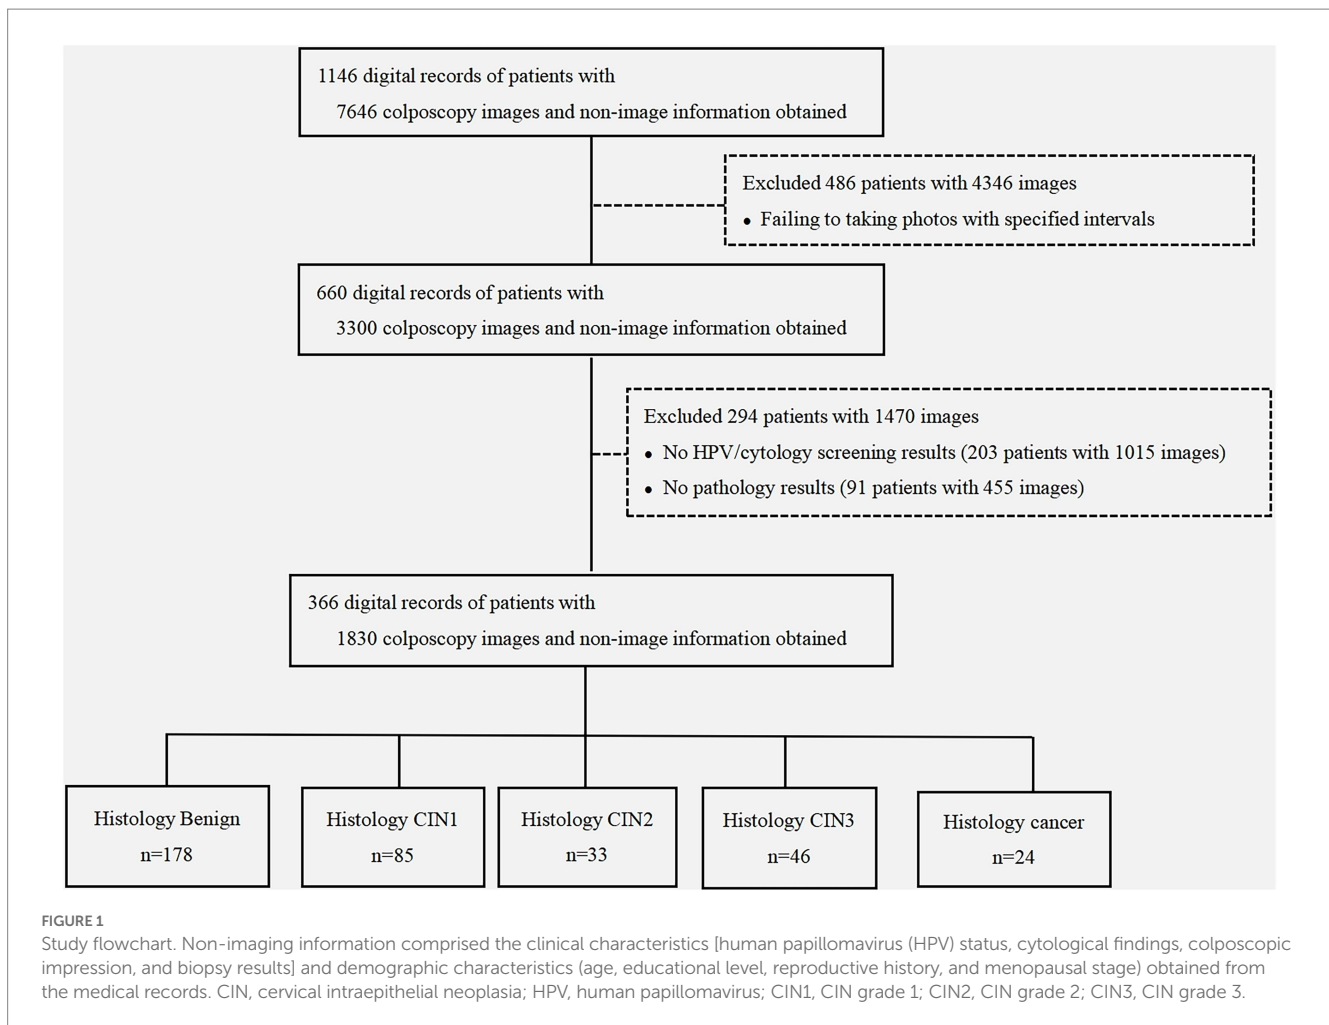 1146 digital records of patients with
7646 colposcopy images and non-image information obtained
Excluded 486 patients with 4346 images
• Failing to taking photos with specified intervals
660 digital records of patients with
3300 colposcopy images and non-image information obtained
Excluded 294 patients with 1470 images
• No HPV/cytology screening results (203 patients with 1015 images)
• No pathology results (91 patients with 455 images)
366 digital records of patients with
1830 colposcopy images and non-image information obtained
Histology Benign
n=178
Histology CIN1
n=85
Histology CIN2
n=33
Histology CIN3
n=46
Histology cancer
n=24
FIGURE 1
Study flowchart. Non-imaging information comprised the clinical characteristics [human papillomavirus (HPV) status, cytological findings, colposcopic
impression, and biopsy results] and demographic characteristics (age, educational level, reproductive history, and menopausal stage) obtained from
the medical records. CIN, cervical intraepithelial neoplasia; HPV, human papillomavirus; CIN1, CIN grade 1; CIN2, CIN grade 2; CIN3, CIN grade 3.